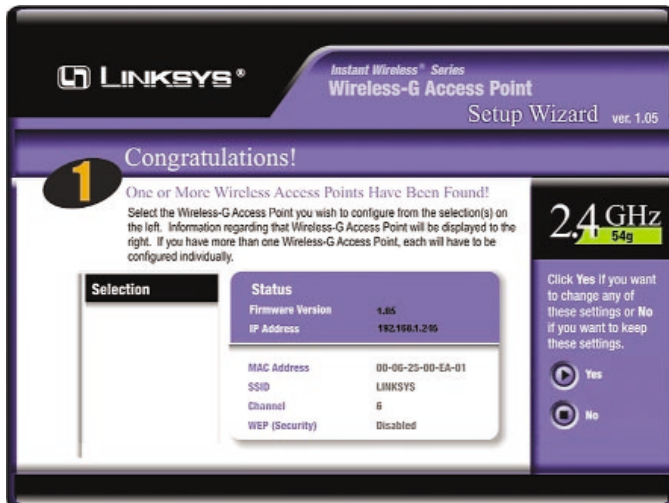 LINKSYS®
Instant Wireless® Series
Wireless-G Access Point
Setup Wizard ver. 1.05
1
Congratulations!
One or More Wireless Access Points Have Been Found!
Select the Wireless-G Access Point you wish to configure from the selection(s) on
the left. Information regarding that Wireless-G Access Point will be displayed to the
right. If you have more than one Wireless-G Access Point, each will have to be
configured individually.
Selection
Status
Firmware Version 1.05
IP Address 192.168.1.246
MAC Address 00-06-25-00-EA-01
SSID LINKSYS
Channel 6
WEP (Security) Disabled
2.4 GHz
54g
Click Yes if you want
to change any of
these settings or No
if you want to keep
these settings.
Yes
No